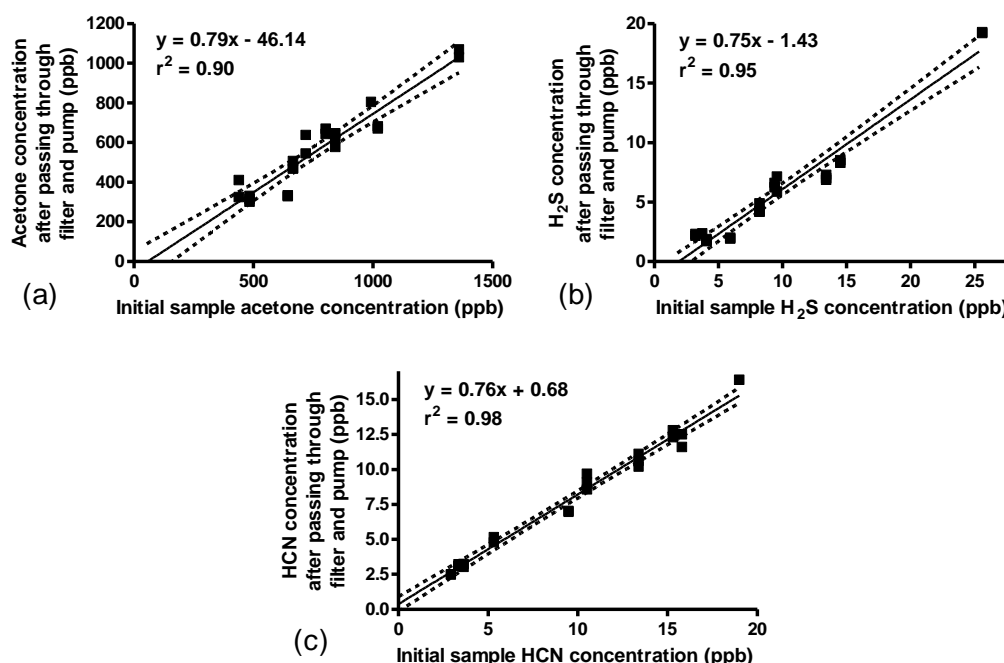 y = 0.79x - 46.14
r² = 0.90
Acetone concentration
after passing through
filter and pump (ppb)
1200
1000
800
600
400
200
0
0 500 1000 1500
Initial sample acetone concentration (ppb)
(a)
y = 0.75x - 1.43
r² = 0.95
H₂S concentration
after passing through
filter and pump (ppb)
20
15
10
5
0
0 5 10 15 20 25
Initial sample H₂S concentration (ppb)
(b)
y = 0.76x + 0.68
r² = 0.98
HCN concentration
after passing through
filter and pump (ppb)
15.0
12.5
10.0
7.5
5.0
2.5
0.0
0 5 10 15 20
Initial sample HCN concentration (ppb)
(c)